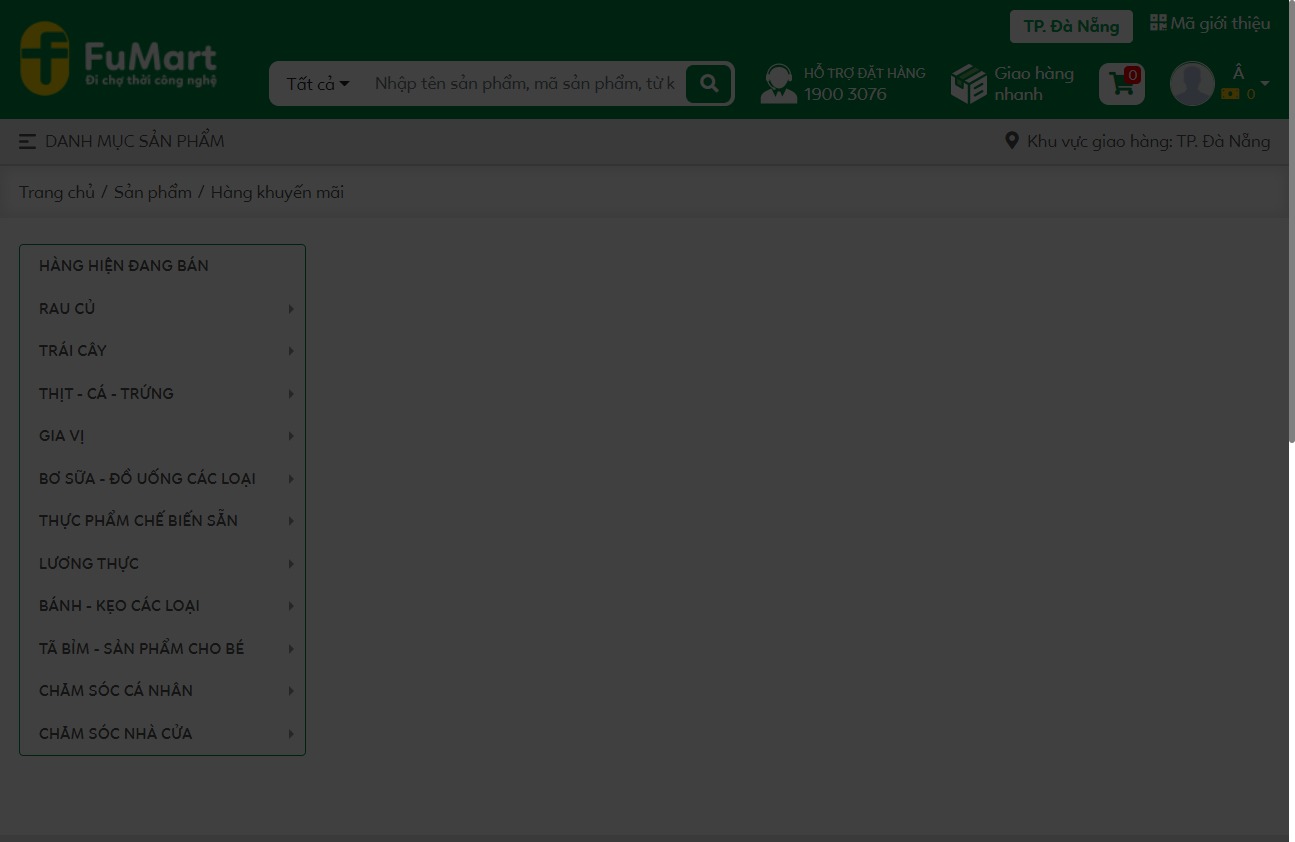 TP. Đà Nẵng
Mã giới thiệu
FuMart
Đi chợ thời công nghệ
Tất cả
Nhập tên sản phẩm, mã sản phẩm, từ k
HỖ TRỢ ĐẶT HÀNG
1900 3076
Giao hàng
nhanh
0
Â
0
DANH MỤC SẢN PHẨM
Khu vực giao hàng: TP. Đà Nẵng
Trang chủ / Sản phẩm / Hàng khuyến mãi
HÀNG HIỆN ĐANG BÁN
RAU CỦ
TRÁI CÂY
THỊT - CÁ - TRỨNG
GIA VỊ
BƠ SỮA - ĐỒ UỐNG CÁC LOẠI
THỰC PHẨM CHẾ BIẾN SẴN
LƯƠNG THỰC
BÁNH - KẸO CÁC LOẠI
TÃ BỈM - SẢN PHẨM CHO BÉ
CHĂM SÓC CÁ NHÂN
CHĂM SÓC NHÀ CỬA